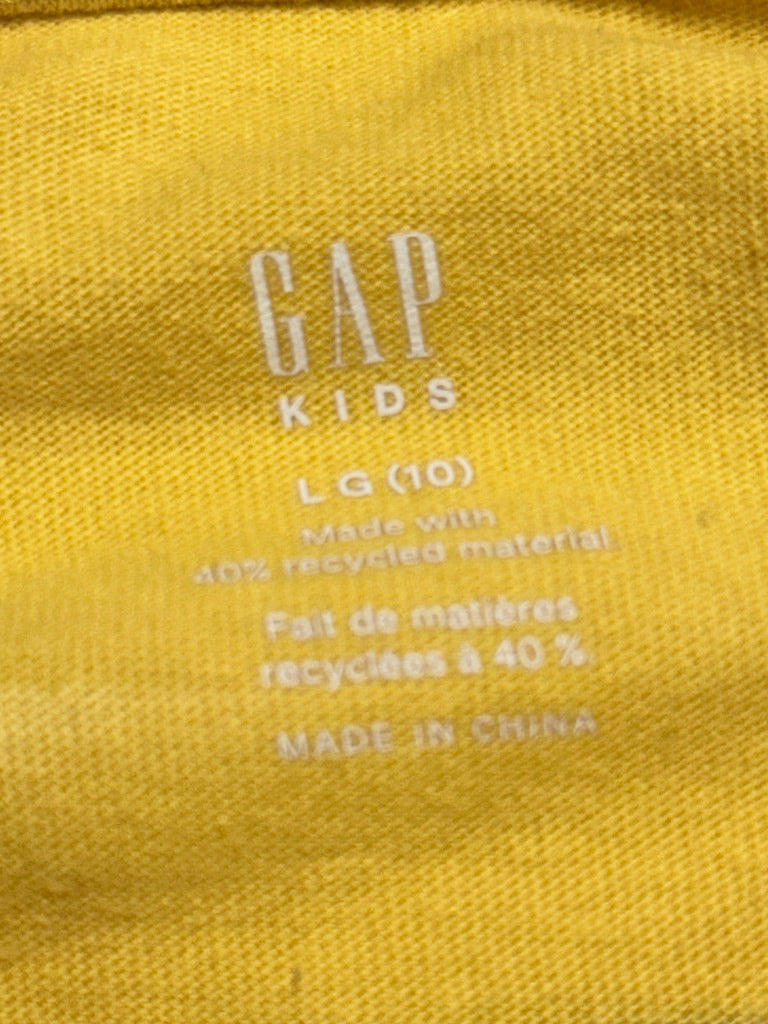 GAP
KIDS
LG (10)
Made with
40% recycled material.
Fait de matières
recyclées à 40 %.
MADE IN CHINA